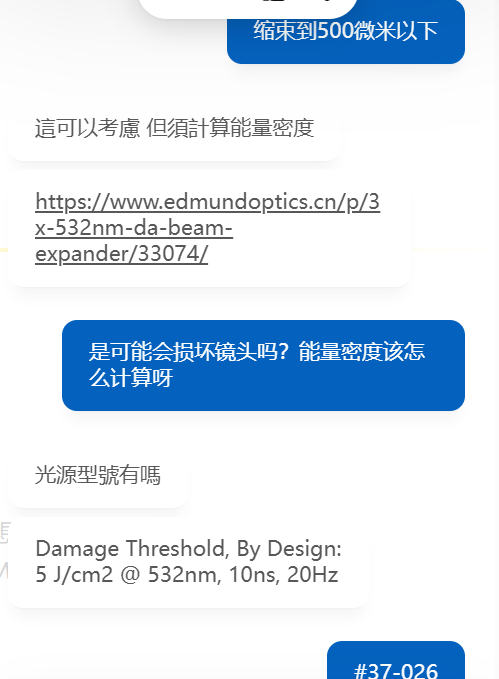 缩束到500微米以下
這可以考慮 但須計算能量密度
https://www.edmundoptics.cn/p/3
x-532nm-da-beam-
expander/33074/
是可能会损坏镜头吗？能量密度该怎
么计算呀
光源型號有嗎
Damage Threshold, By Design:
5 J/cm2 @ 532nm, 10ns, 20Hz
#37-026